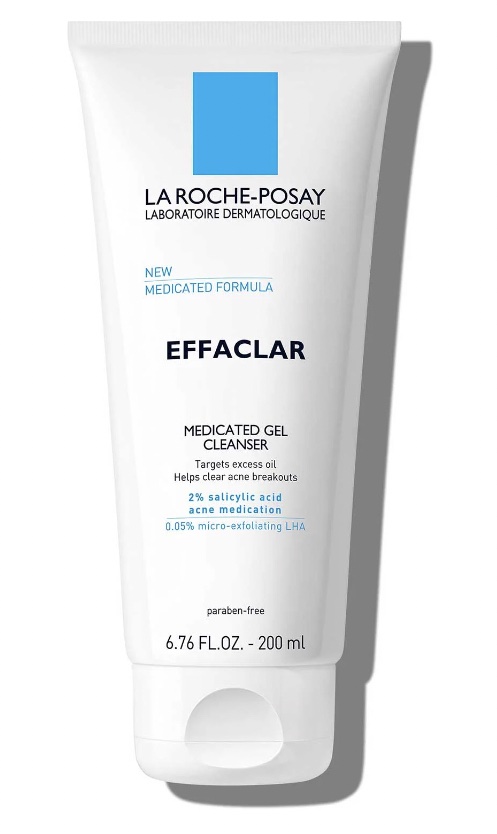 LA ROCHE-POSAY
LABORATOIRE DERMATOLOGIQUE
NEW
MEDICATED FORMULA
EFFACLAR
MEDICATED GEL
CLEANSER
Targets excess oil
Helps clear acne breakouts
2% salicylic acid
acne medication
0.05% micro-exfoliating LHA
paraben-free
6.76 FL.OZ. - 200 ml